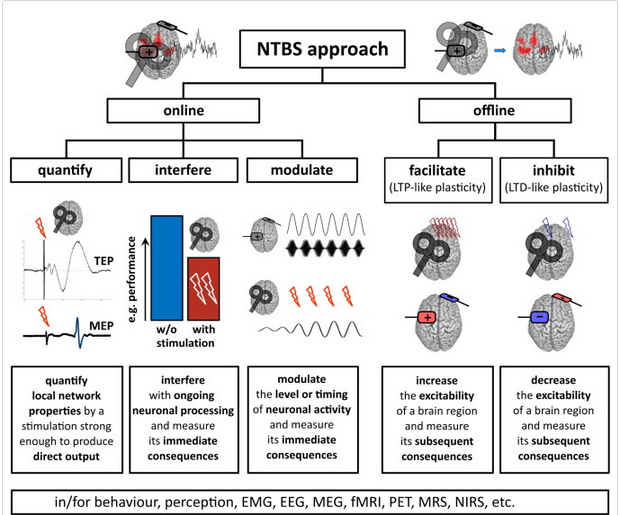 NTBS approach
online
offline
quantify
interfere
modulate
facilitate
(LTP-like plasticity)
inhibit
(LTD-like plasticity)
TEP
MEP
e.g. performance
w/o
with
stimulation
+
+
+
−
quantify
local network
properties by a
stimulation strong
enough to produce
direct output
interfere
with ongoing
neuronal processing
and measure
its immediate
consequences
modulate
the level or timing
of neuronal activity
and measure
its immediate
consequences
increase
the excitability
of a brain region
and measure
its subsequent
consequences
decrease
the excitability
of a brain region
and measure
its subsequent
consequences
in/for behaviour, perception, EMG, EEG, MEG, fMRI, PET, MRS, NIRS, etc.